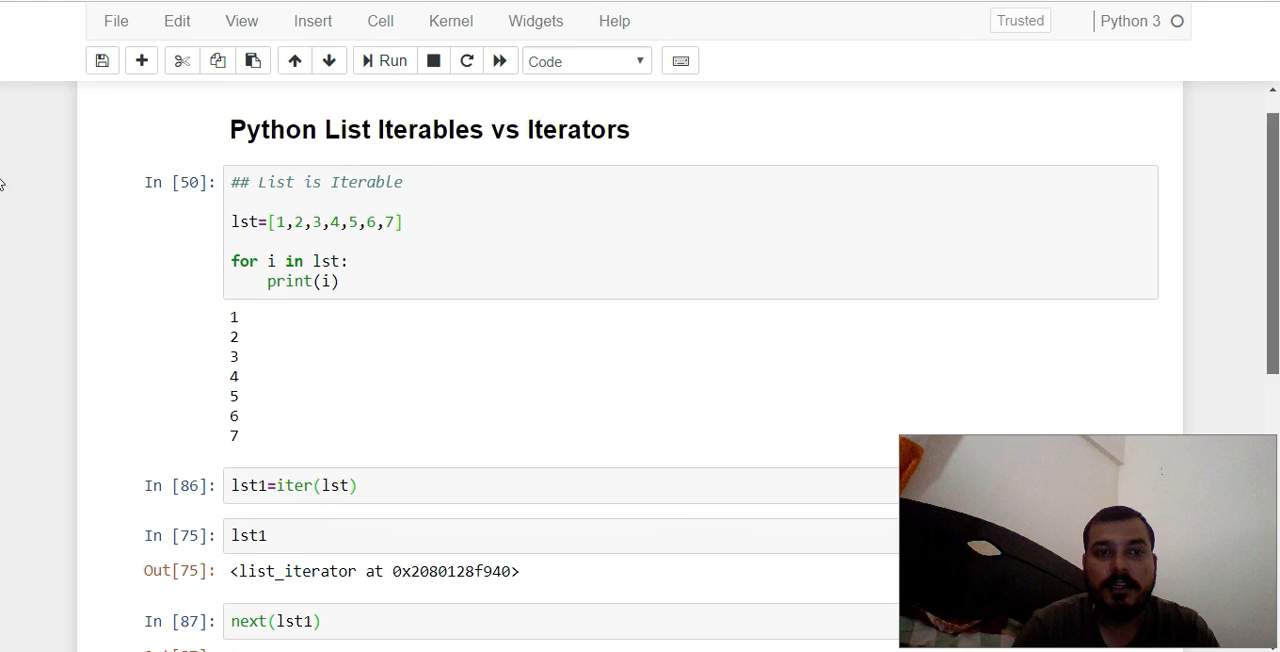 File Edit View Insert Cell Kernel Widgets Help Trusted Python 3
Run Code
Python List Iterables vs Iterators
In [50]: ## List is Iterable
lst=[1,2,3,4,5,6,7]
for i in lst:
print(i)
1
2
3
4
5
6
7
In [86]: lst1=iter(lst)
In [75]: lst1
Out[75]: <list_iterator at 0x2080128f940>
In [87]: next(lst1)